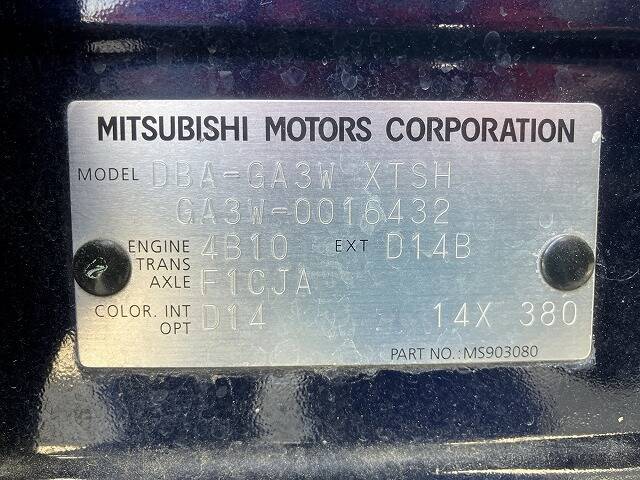 MITSUBISHI MOTORS CORPORATION
MODEL DBA-GA3W XTSH
GA3W-0016432
ENGINE 4B10 EXT D14B
TRANS
AXLE F1CJA
COLOR. INT D14 14X 380
OPT
PART NO.:MS903080